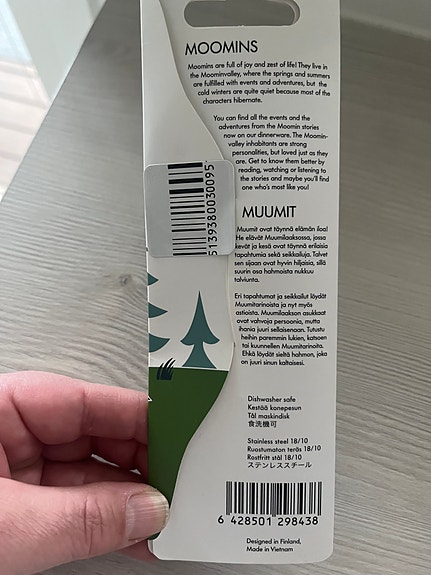 MOOMINS
Moomins are full of joy and zest of life! They live in
the Moominvalley, where the springs and summers
are fulfilled with events and adventures, but the
cold winters are quite quiet because most of the
characters hibernate.
You can find all the events and the
adventures from the Moomin stories
now on our dinnerware. The Moomin-
valley inhabitants are strong
personalities, but loved just as they
are. Get to know them better by
reading, watching or listening to
the stories and maybe you'll find
one who's most like you!
5139380030095
MUUMIT
Muumit ovat täynnä elämän iloa!
He elävät Muumilaaksossa, jossa
kevät ja kesä ovat täynnä erilaisia
tapahtumia sekä seikkailuja. Talvet
sen sijaan ovat hyvin hiljaisia, sillä
suurin osa hahmoista nukkuu
talviunta.
Eri tapahtumat ja seikkailut löydät
Muumitarinoista ja nyt myös
astioista. Muumilaakson asukkaat
ovat vahvoja persoonia, mutta
ihania juuri sellaisenaan. Tutustu
heihin paremmin lukien, katsoen
tai kuunnellen Muumitarinoita.
Ehkä löydät sieltä hahmon, joka
on juuri sinun kaltaisesi.
Dishwasher safe
Kestää konepesun
Tål maskindisk
食洗機可
Stainless steel 18/10
Ruostumaton teräs 18/10
Rostfritt stål 18/10
ステンレススチール
6 428501 298438
Designed in Finland,
Made in Vietnam